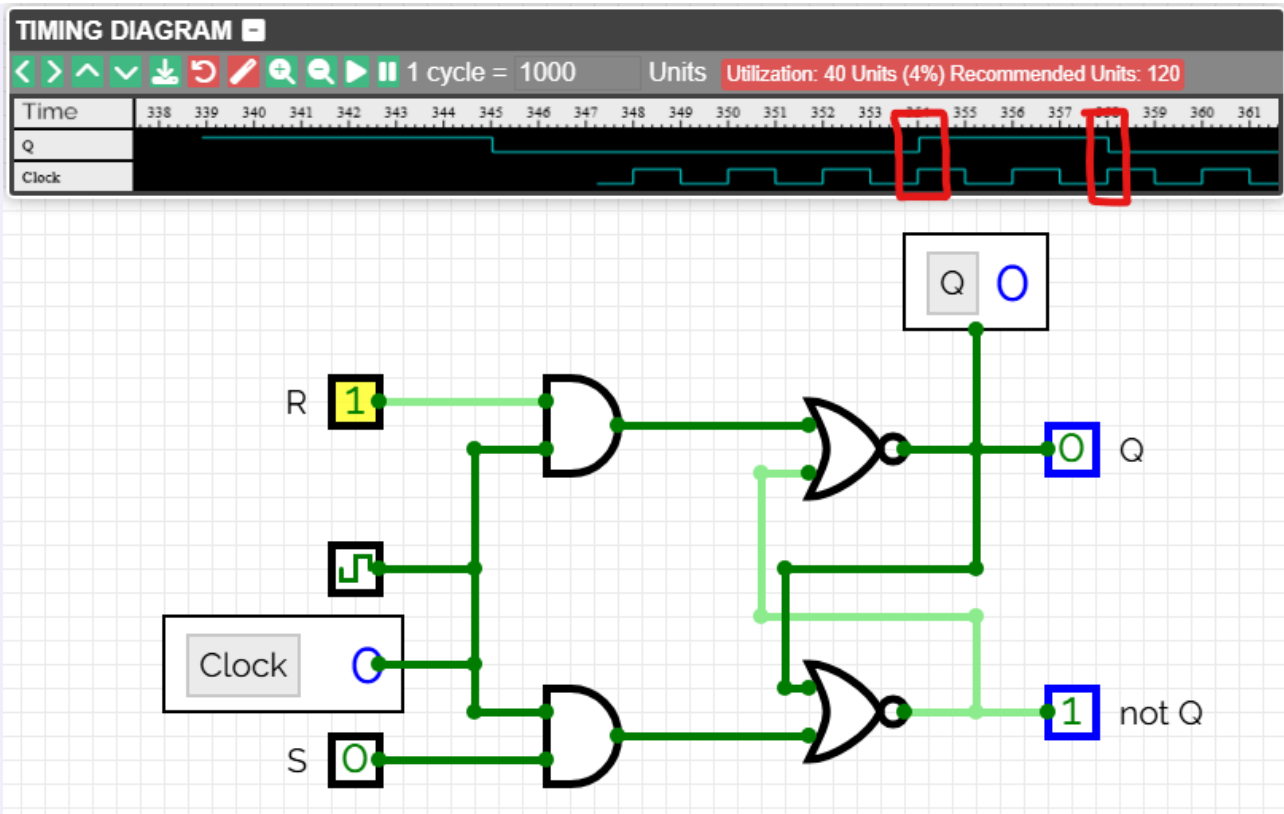 TIMING DIAGRAM
1 cycle = 1000 Units Utilization: 40 Units (4%) Recommended Units: 120
Time 338 339 340 341 342 343 344 345 346 347 348 349 350 351 352 353 354 355 356 357 358 359 360 361
Q
Clock
Q 0
R 1
0 Q
Clock 0
1 not Q
S 0